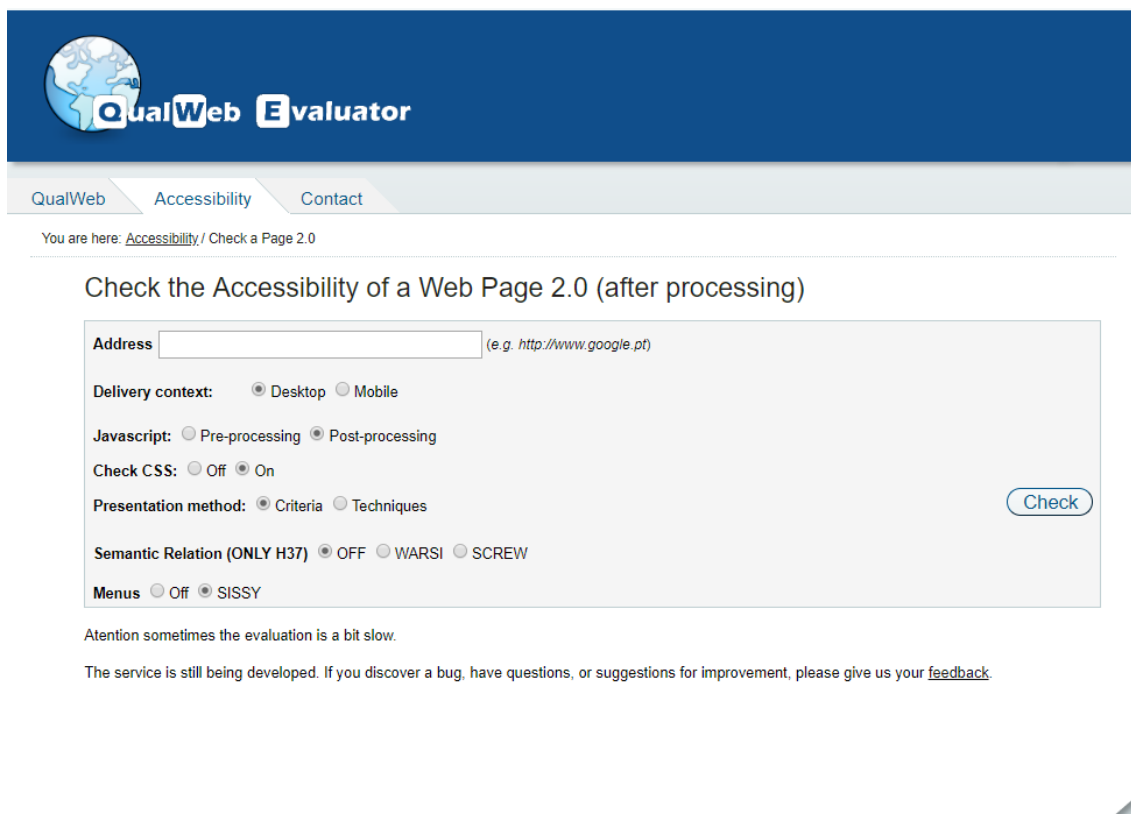 QualWeb Evaluator
QualWeb Accessibility Contact
You are here: Accessibility / Check a Page 2.0
Check the Accessibility of a Web Page 2.0 (after processing)
Address (e.g. http://www.google.pt)
Delivery context: Desktop Mobile
Javascript: Pre-processing Post-processing
Check CSS: Off On
Presentation method: Criteria Techniques Check
Semantic Relation (ONLY H37) OFF WARSI SCREW
Menus Off SISSY
Atention sometimes the evaluation is a bit slow.
The service is still being developed. If you discover a bug, have questions, or suggestions for improvement, please give us your feedback.